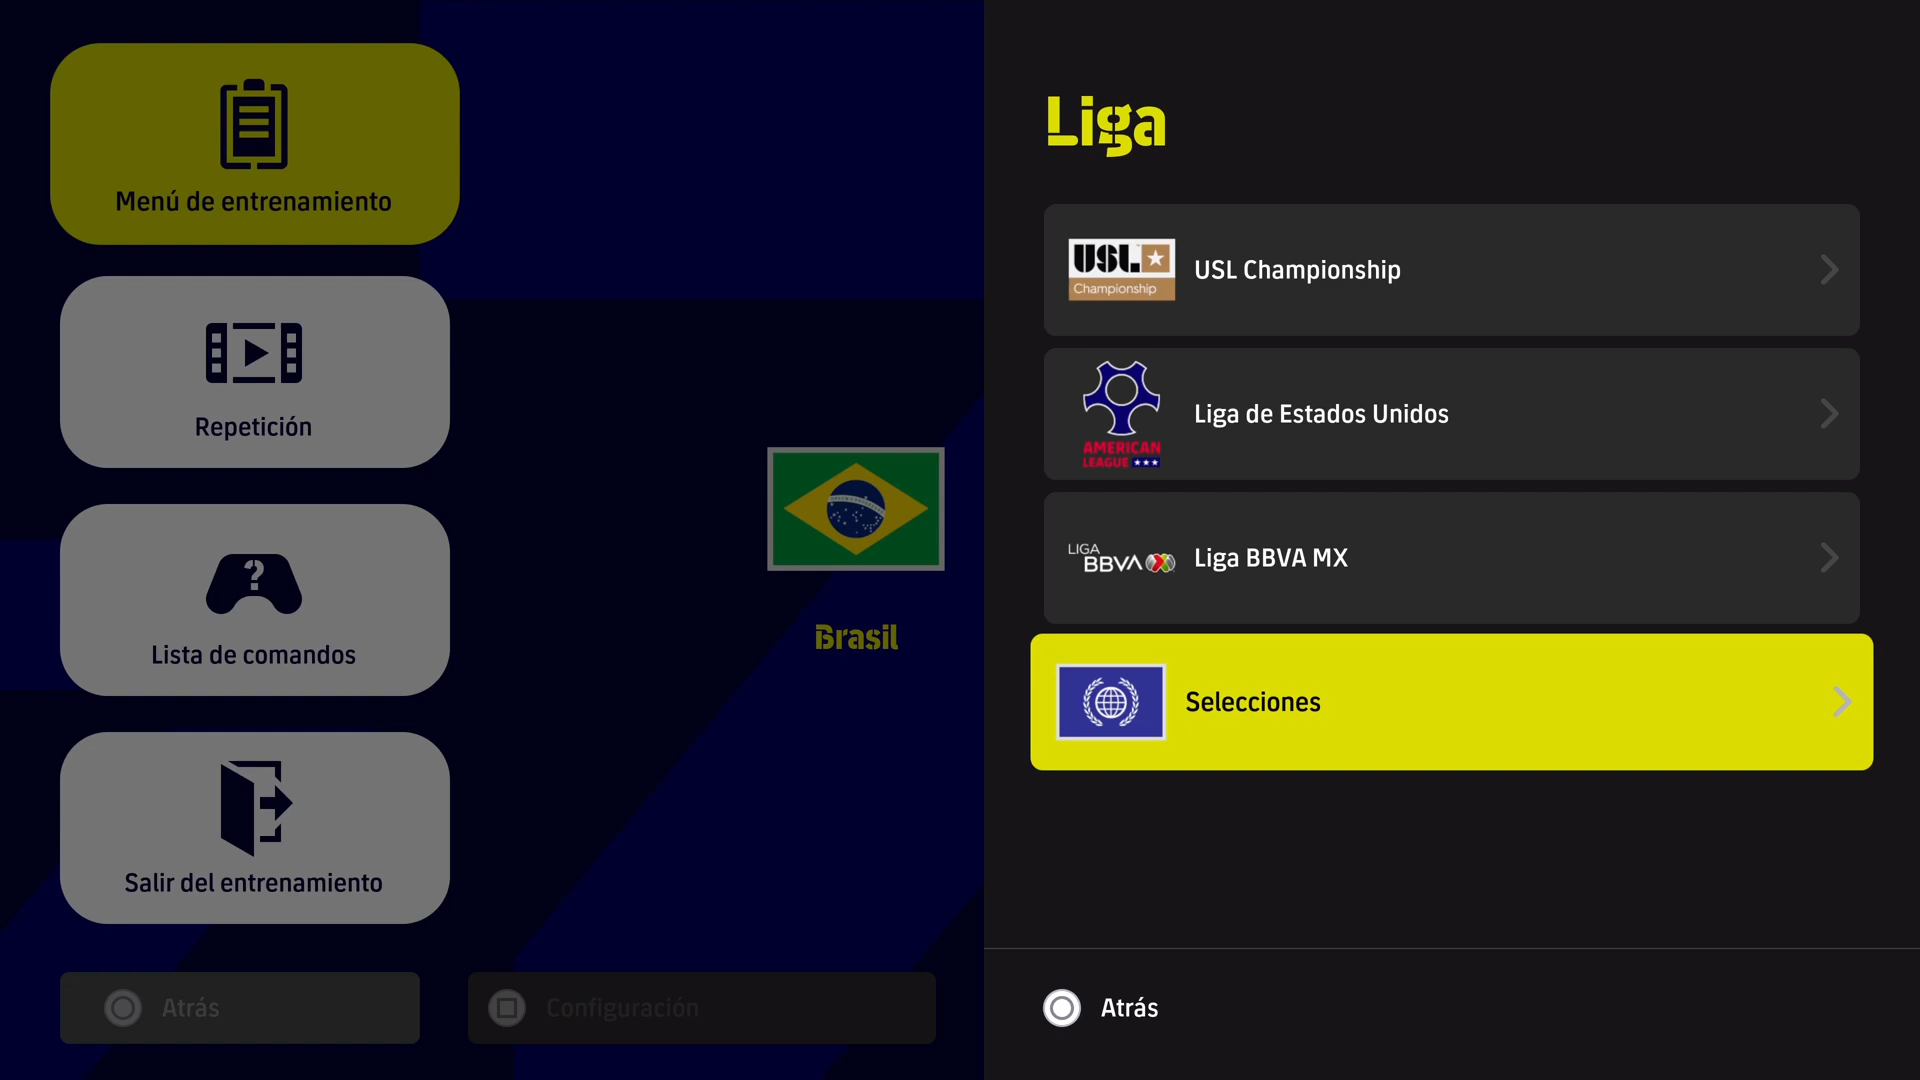 Menú de entrenamiento
Repetición
?
Lista de comandos
Salir del entrenamiento
Atrás
Configuración
Brasil
Liga
USL
Championship
USL Championship
AMERICAN
LEAGUE
Liga de Estados Unidos
LIGA
BBVA
Liga BBVA MX
Selecciones
Atrás